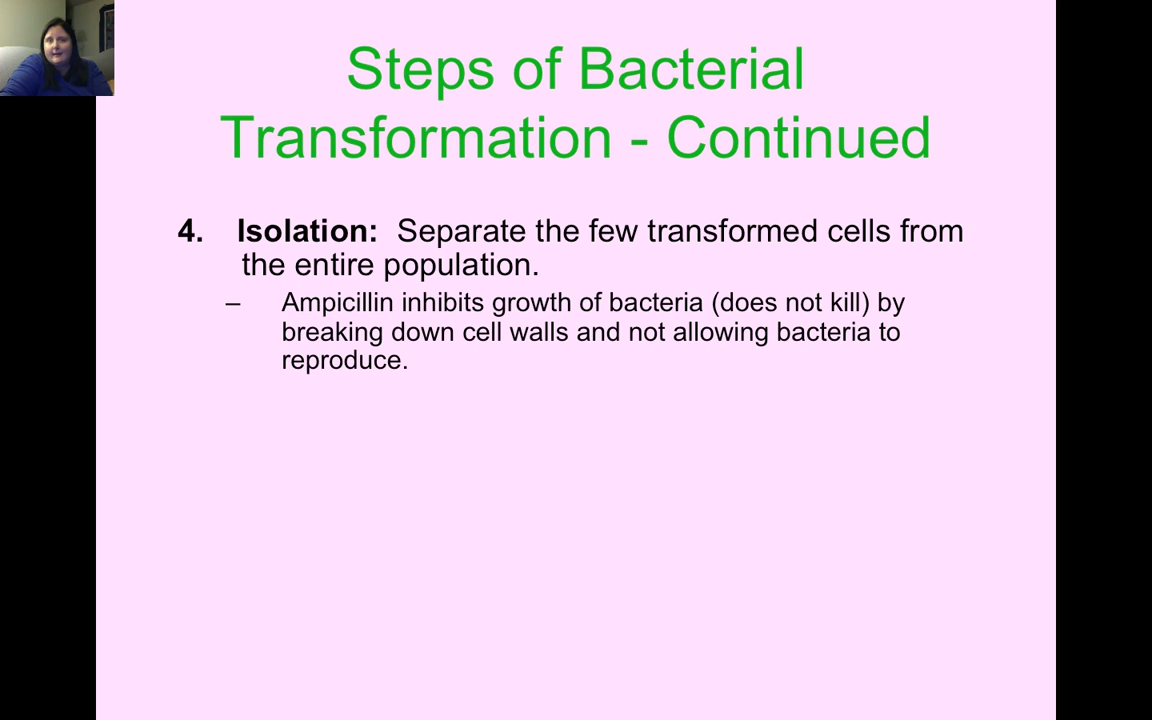 Steps of Bacterial
Transformation - Continued
4. Isolation: Separate the few transformed cells from
the entire population.
– Ampicillin inhibits growth of bacteria (does not kill) by
breaking down cell walls and not allowing bacteria to
reproduce.